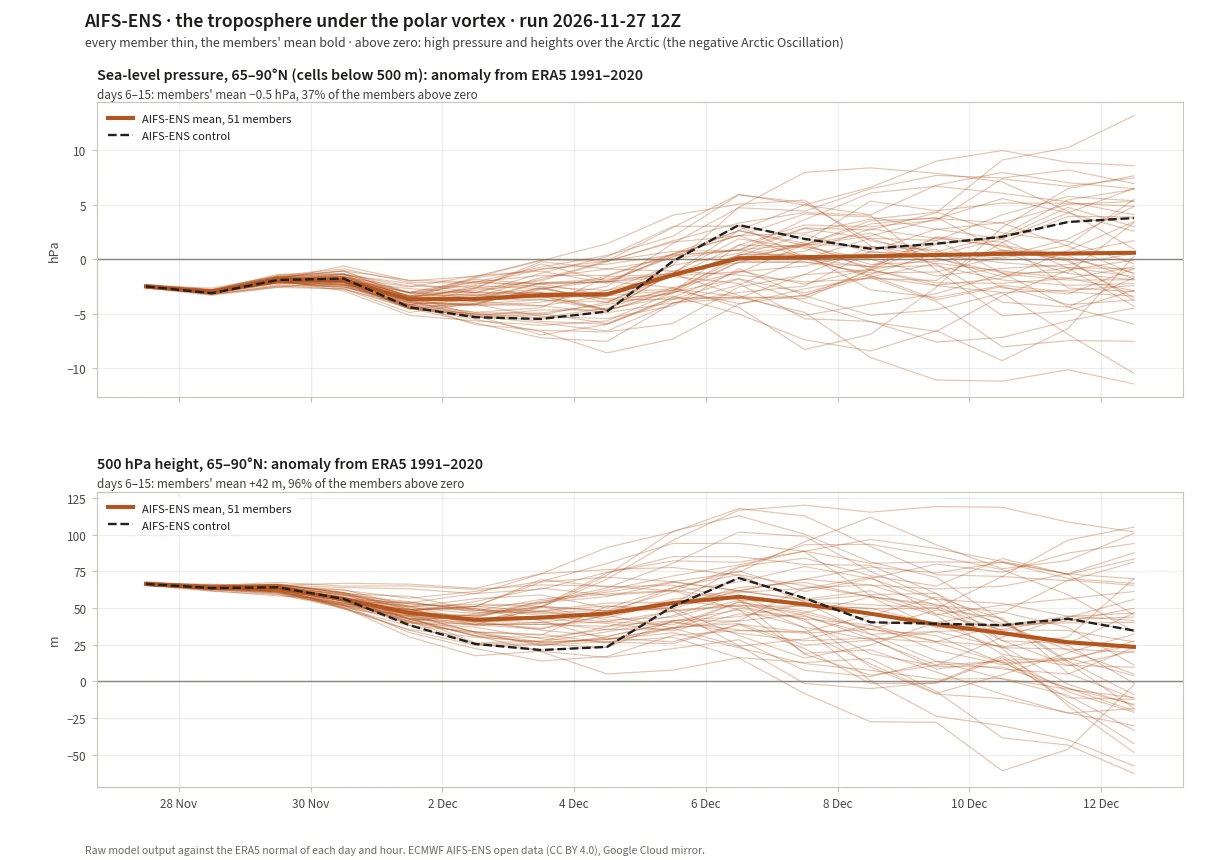 AIFS-ENS · the troposphere under the polar vortex · run 2026-11-27 12Z
every member thin, the members' mean bold · above zero: high pressure and heights over the Arctic (the negative Arctic Oscillation)
Sea-level pressure, 65–90°N (cells below 500 m): anomaly from ERA5 1991–2020
days 6–15: members' mean −0.5 hPa, 37% of the members above zero
AIFS-ENS mean, 51 members
AIFS-ENS control
10
5
0
−5
−10
hPa
500 hPa height, 65–90°N: anomaly from ERA5 1991–2020
days 6–15: members' mean +42 m, 96% of the members above zero
AIFS-ENS mean, 51 members
AIFS-ENS control
125
100
75
50
25
0
−25
−50
m
28 Nov 30 Nov 2 Dec 4 Dec 6 Dec 8 Dec 10 Dec 12 Dec
Raw model output against the ERA5 normal of each day and hour. ECMWF AIFS-ENS open data (CC BY 4.0), Google Cloud mirror.